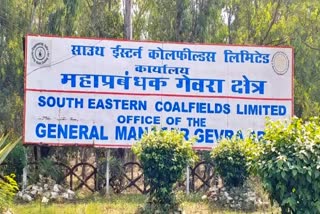 साउथ ईस्टर्न कोलफील्ड्स लिमिटेड
कार्यालय
महाप्रबंधक गेवरा क्षेत्र
SOUTH EASTERN COALFIELDS LIMITED
OFFICE OF THE
GENERAL MANAGER GEVRA